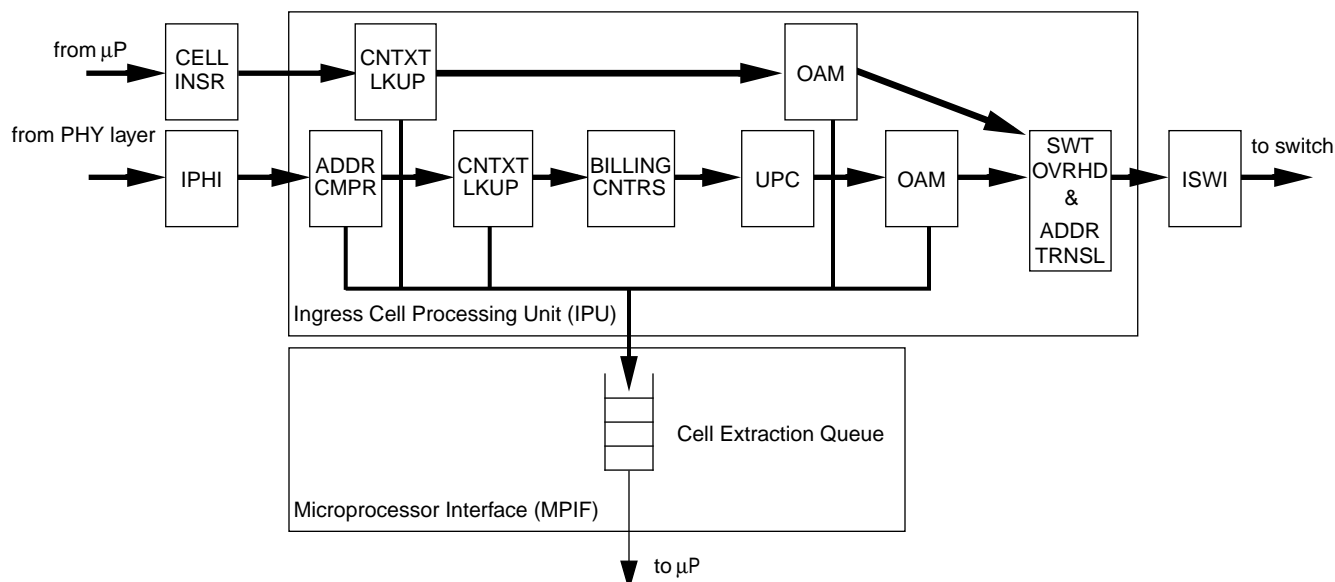 from μP
CELL
INSR
CNTXT
LKUP
OAM
from PHY layer
IPHI
ADDR
CMPR
CNTXT
LKUP
BILLING
CNTRS
UPC
OAM
SWT
OVRHD
&
ADDR
TRNSL
ISWI
to switch
Ingress Cell Processing Unit (IPU)
Cell Extraction Queue
Microprocessor Interface (MPIF)
to μP